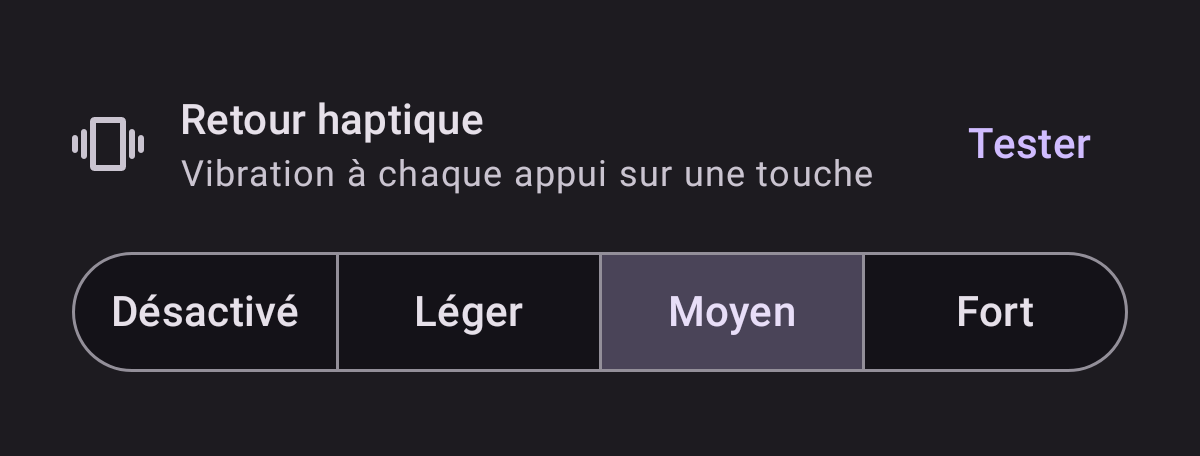 Retour haptique
Vibration à chaque appui sur une touche
Tester
Désactivé
Léger
Moyen
Fort